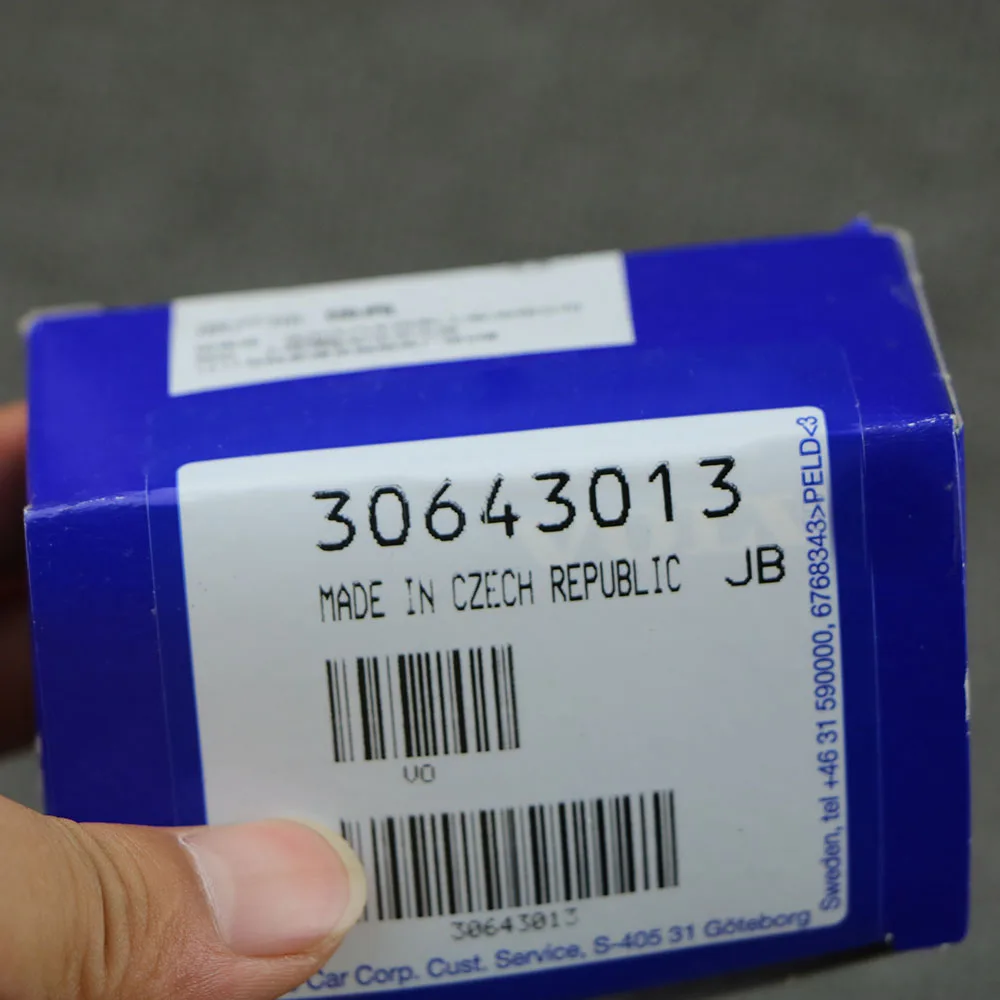 30643013
MADE IN CZECH REPUBLIC JB
VO
30643013
Car Corp. Cust. Service, S-405 31 Göteborg
Sweden, tel +46 31 590000, 6768343>PELD<3